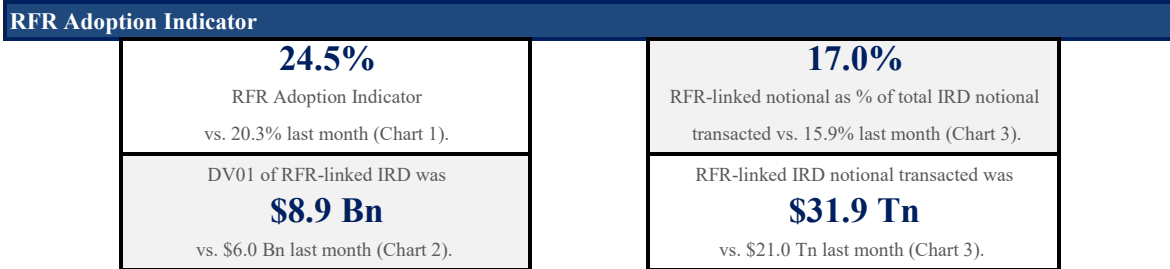 RFR Adoption Indicator
24.5%
RFR Adoption Indicator
vs. 20.3% last month (Chart 1).
DV01 of RFR-linked IRD was
$8.9 Bn
vs. $6.0 Bn last month (Chart 2).
17.0%
RFR-linked notional as % of total IRD notional
transacted vs. 15.9% last month (Chart 3).
RFR-linked IRD notional transacted was
$31.9 Tn
vs. $21.0 Tn last month (Chart 3).